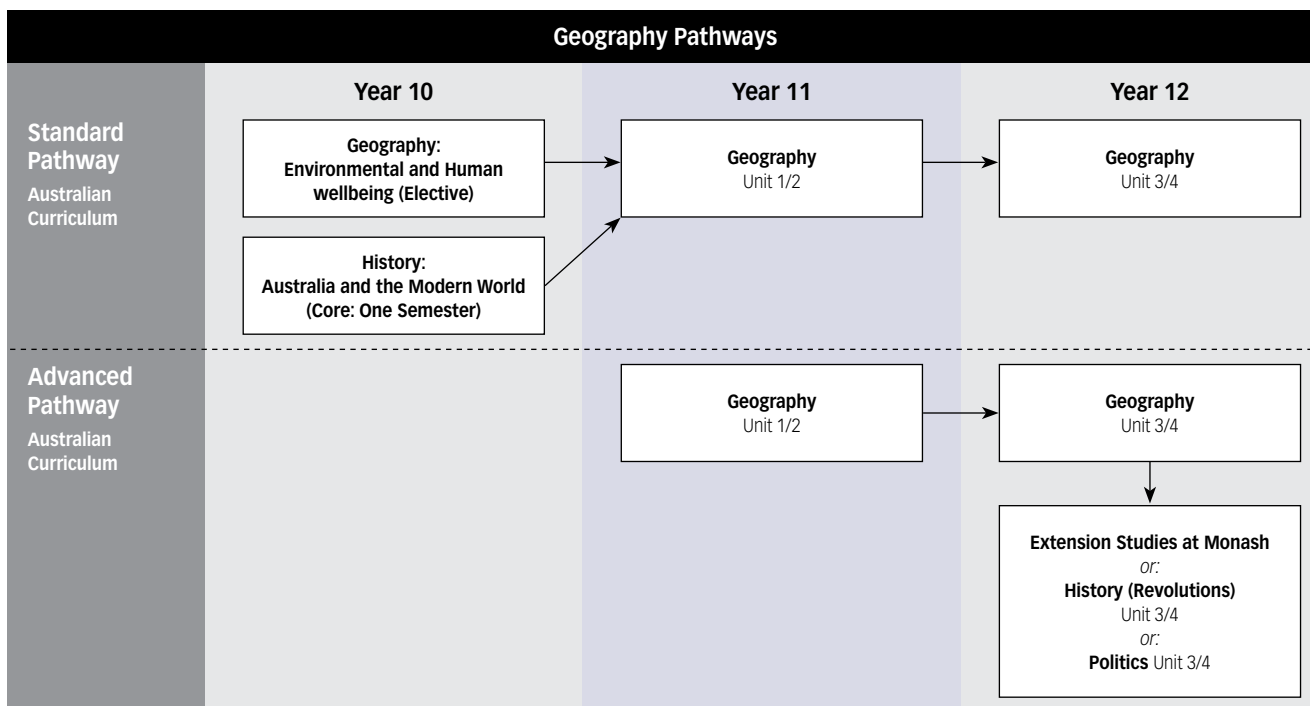 Geography Pathways
Year 10
Year 11
Year 12
Standard
Pathway
Australian
Curriculum
Geography:
Environmental and Human
wellbeing (Elective)
History:
Australia and the Modern World
(Core: One Semester)
Geography
Unit 1/2
Geography
Unit 3/4
Advanced
Pathway
Australian
Curriculum
Geography
Unit 1/2
Geography
Unit 3/4
Extension Studies at Monash
or:
History (Revolutions)
Unit 3/4
or:
Politics Unit 3/4